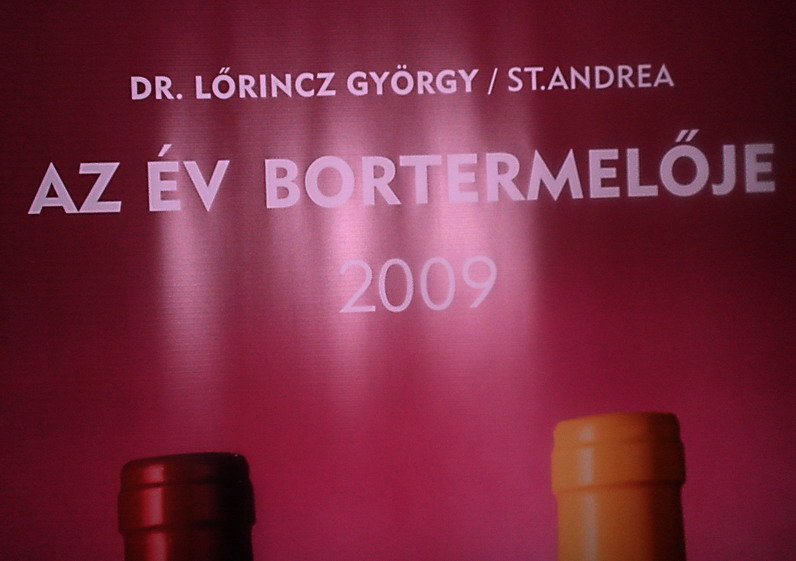 DR. LŐRINCZ GYÖRGY / ST.ANDREA
AZ ÉV BORTERMELŐJE
2009